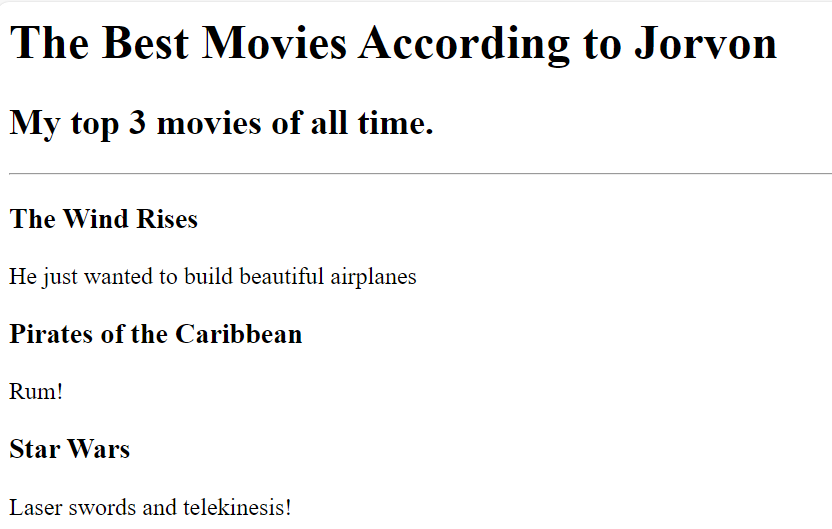 The Best Movies According to Jorvon
My top 3 movies of all time.
The Wind Rises
He just wanted to build beautiful airplanes
Pirates of the Caribbean
Rum!
Star Wars
Laser swords and telekinesis!